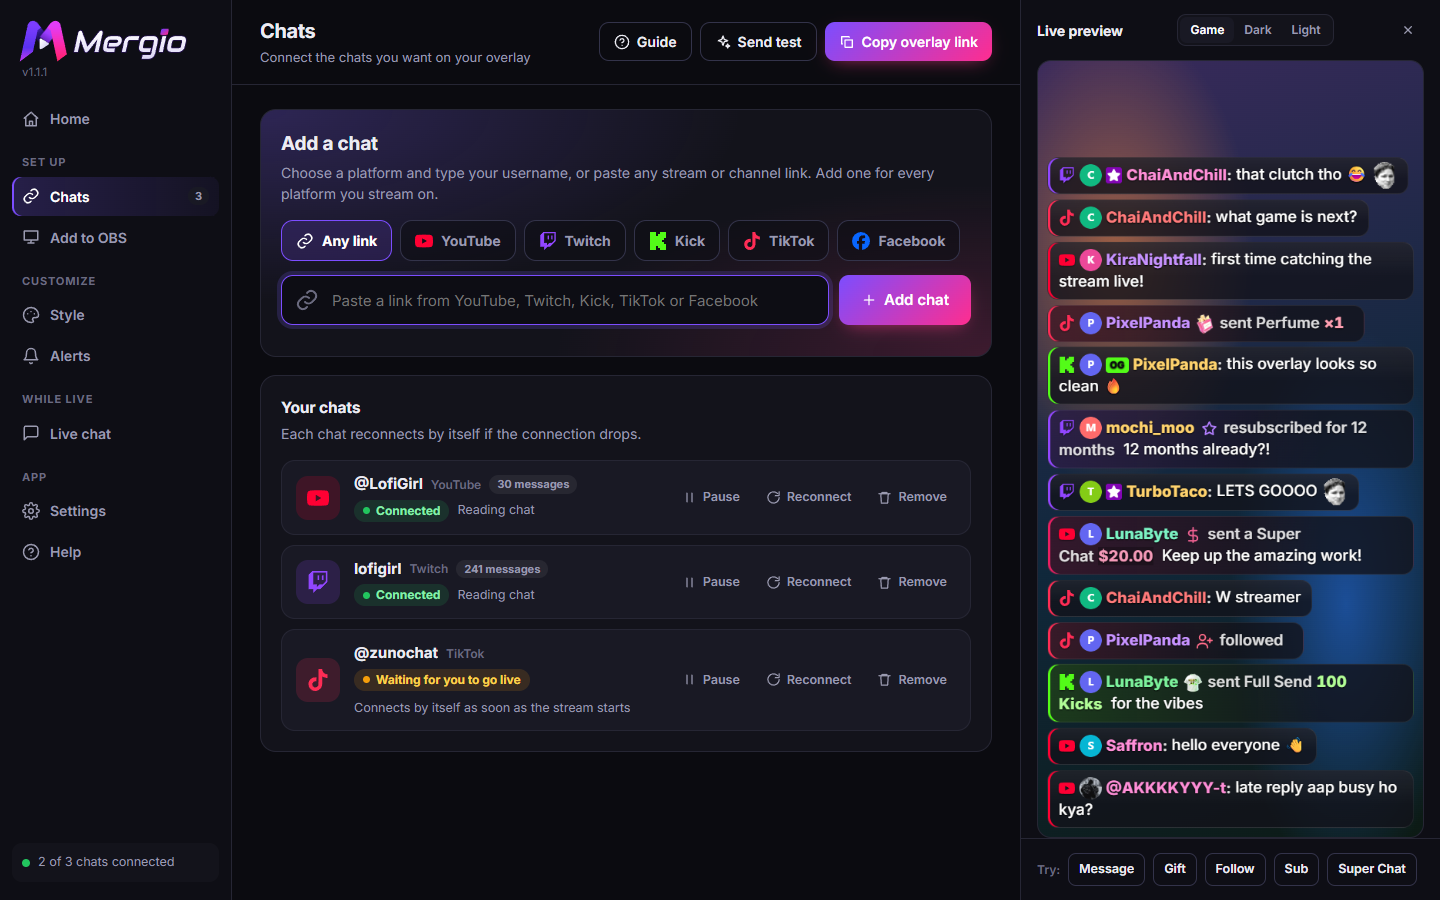 Mergio
v1.1.1
Home
SET UP
Chats 3
Add to OBS
CUSTOMIZE
Style
Alerts
WHILE LIVE
Live chat
APP
Settings
Help
2 of 3 chats connected
Chats
Connect the chats you want on your overlay
Guide
Send test
Copy overlay link
Add a chat
Choose a platform and type your username, or paste any stream or channel link. Add one for every
platform you stream on.
Any link YouTube Twitch Kick TikTok Facebook
Paste a link from YouTube, Twitch, Kick, TikTok or Facebook
+ Add chat
Your chats
Each chat reconnects by itself if the connection drops.
@LofiGirl YouTube 30 messages
Connected Reading chat
Pause Reconnect Remove
lofigirl Twitch 241 messages
Connected Reading chat
Pause Reconnect Remove
@zunochat TikTok
Waiting for you to go live
Connects by itself as soon as the stream starts
Pause Reconnect Remove
Live preview
Game Dark Light
C ChaiAndChill: that clutch tho 😂
C ChaiAndChill: what game is next?
K KiraNightfall: first time catching the
stream live!
P PixelPanda sent Perfume ×1
P OG PixelPanda: this overlay looks so
clean 🔥
M mochi_moo resubscribed for 12
months 12 months already?!
T TurboTaco: LETS GOOOO
L LunaByte $ sent a Super
Chat $20.00 Keep up the amazing work!
C ChaiAndChill: W streamer
P PixelPanda followed
L LunaByte sent Full Send 100
Kicks for the vibes
S Saffron: hello everyone 👋
@AKKKKYYY-t: late reply aap busy ho
kya?
Try: Message Gift Follow Sub Super Chat